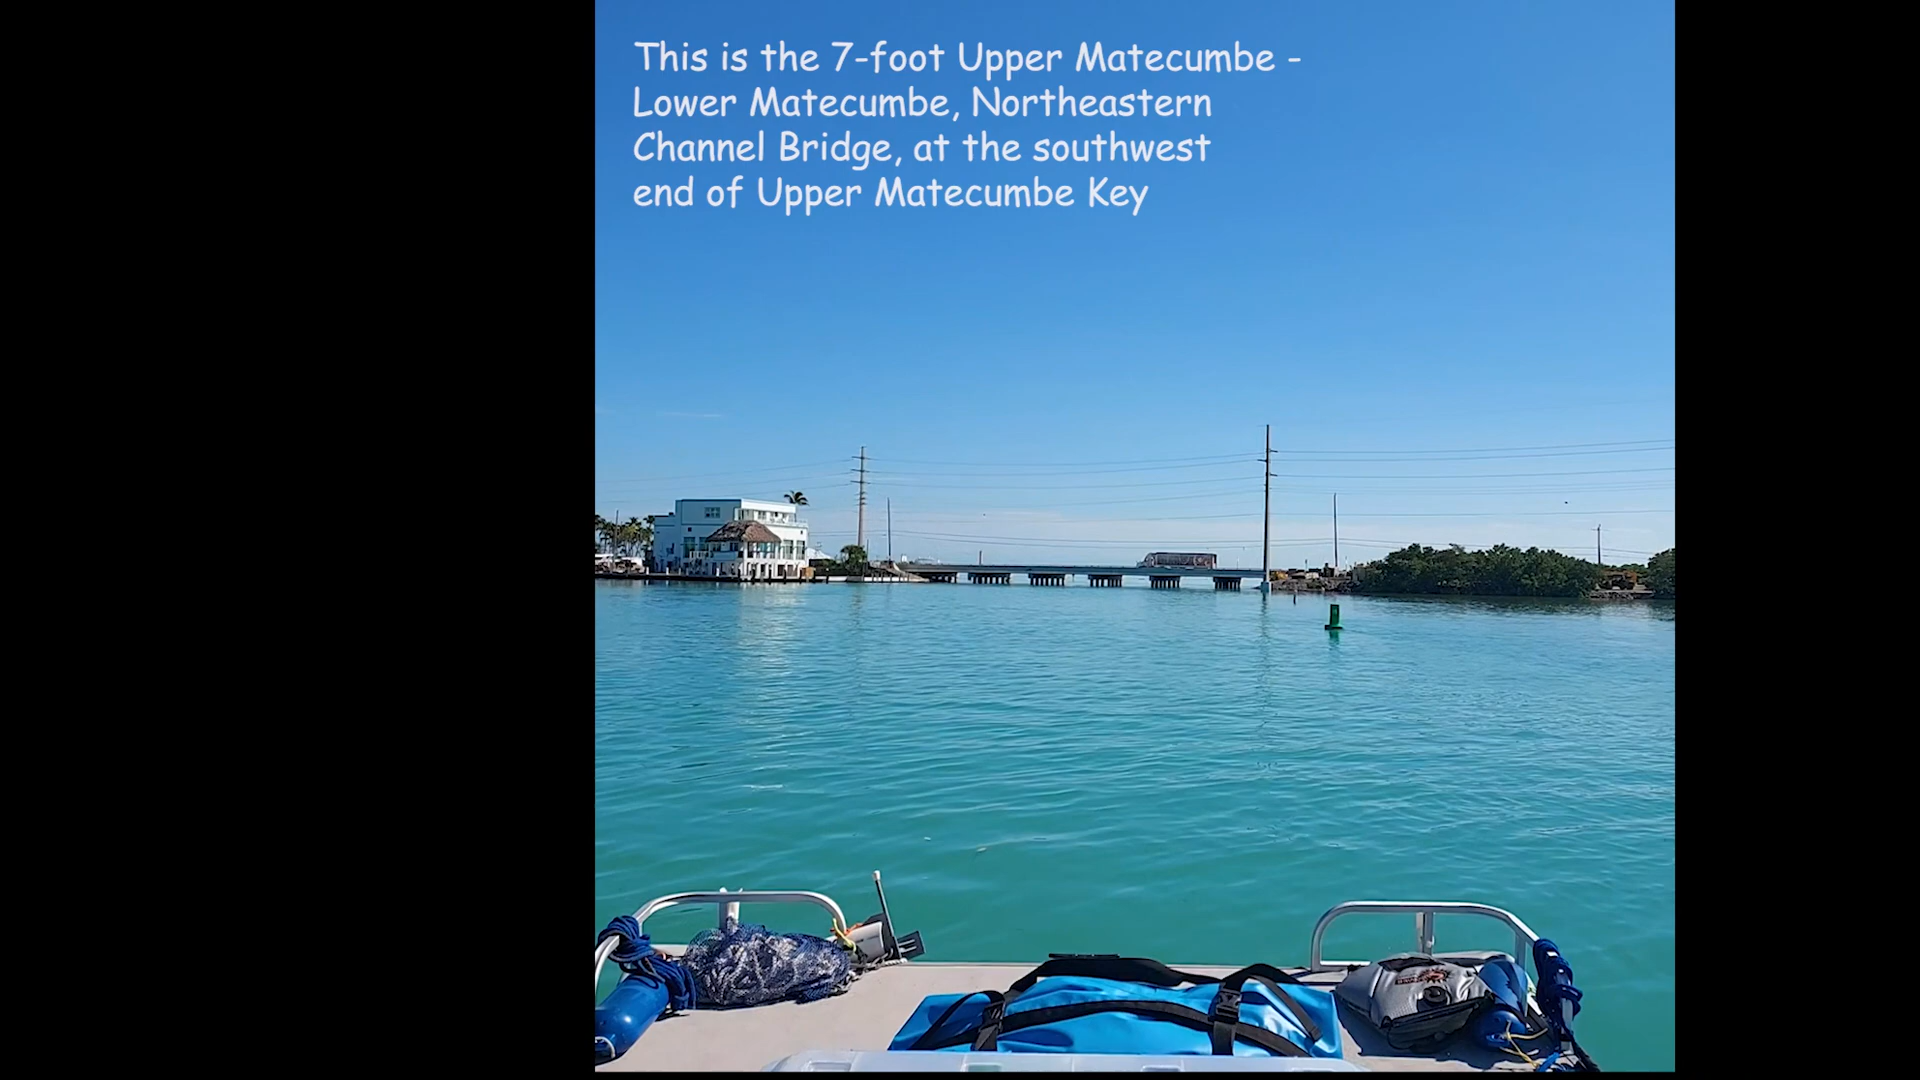 This is the 7-foot Upper Matecumbe -
Lower Matecumbe, Northeastern
Channel Bridge, at the southwest
end of Upper Matecumbe Key